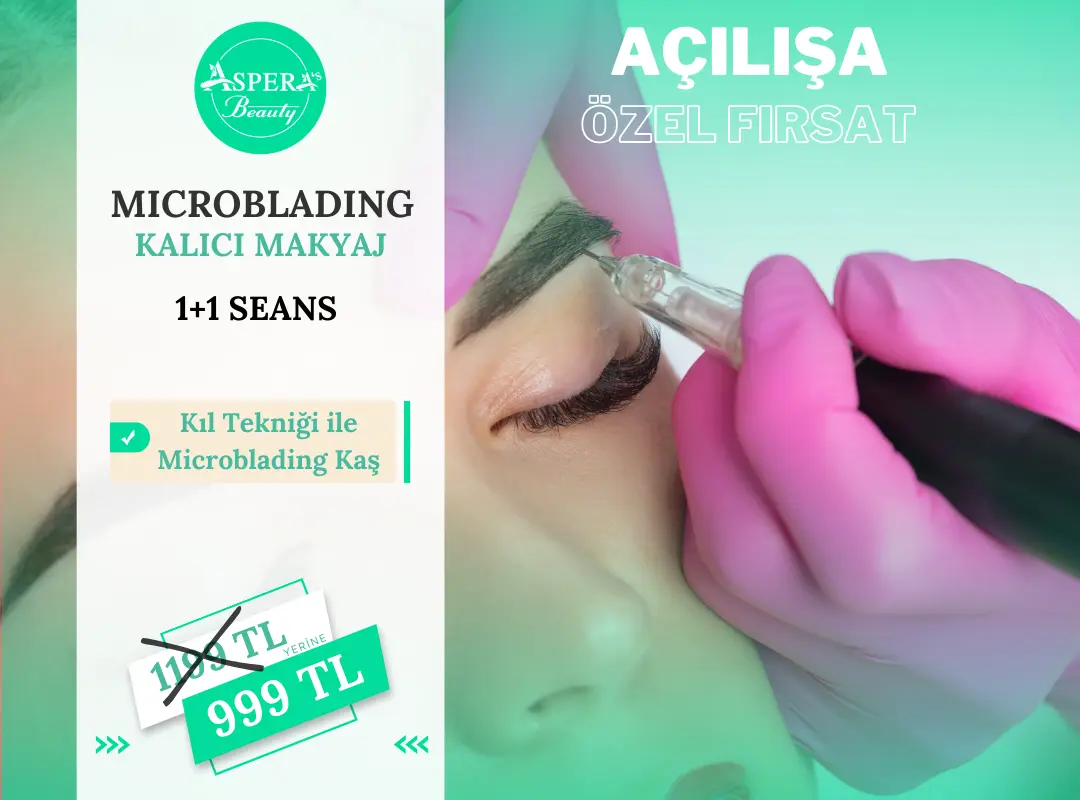 ASPERA'S
Beauty
MICROBLADING
KALICI MAKYAJ
1+1 SEANS
Kıl Tekniği ile
Microblading Kaş
1199 TL
YERİNE
999 TL
AÇILIŞA
ÖZEL FIRSAT